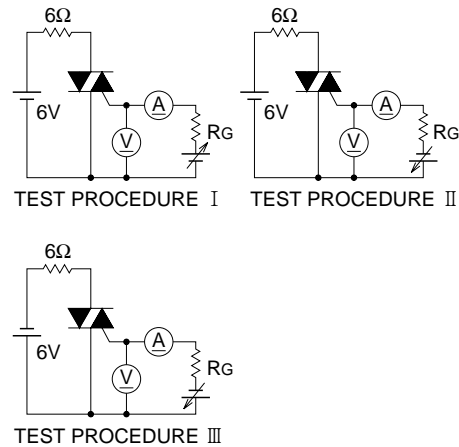 6Ω 6Ω
6V V A RG 6V V A RG
TEST PROCEDURE Ⅰ TEST PROCEDURE Ⅱ
6Ω
6V V A RG
TEST PROCEDURE Ⅲ